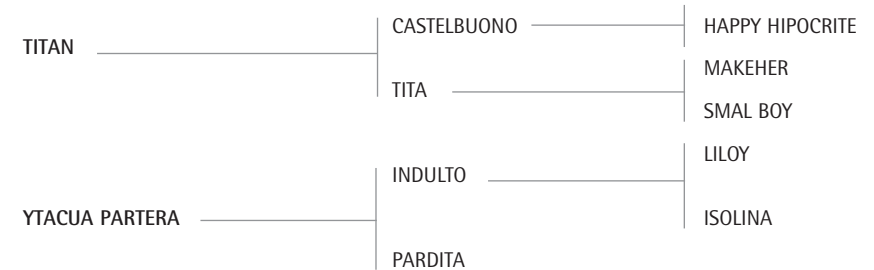 TITAN
CASTELBUONO
HAPPY HIPOCRITE
TITA
MAKEHER
SMAL BOY
YTACUA PARTERA
INDULTO
LILOY
ISOLINA
PARDITA